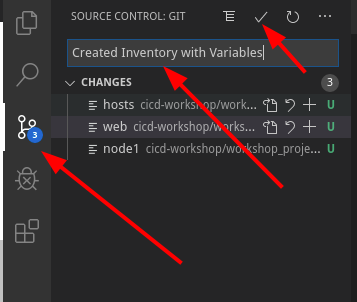 SOURCE CONTROL: GIT
Created Inventory with Variables
CHANGES 3
3
hosts cicd-workshop/work... U
web cicd-workshop/works... U
node1 cicd-workshop/workshop_proje... U